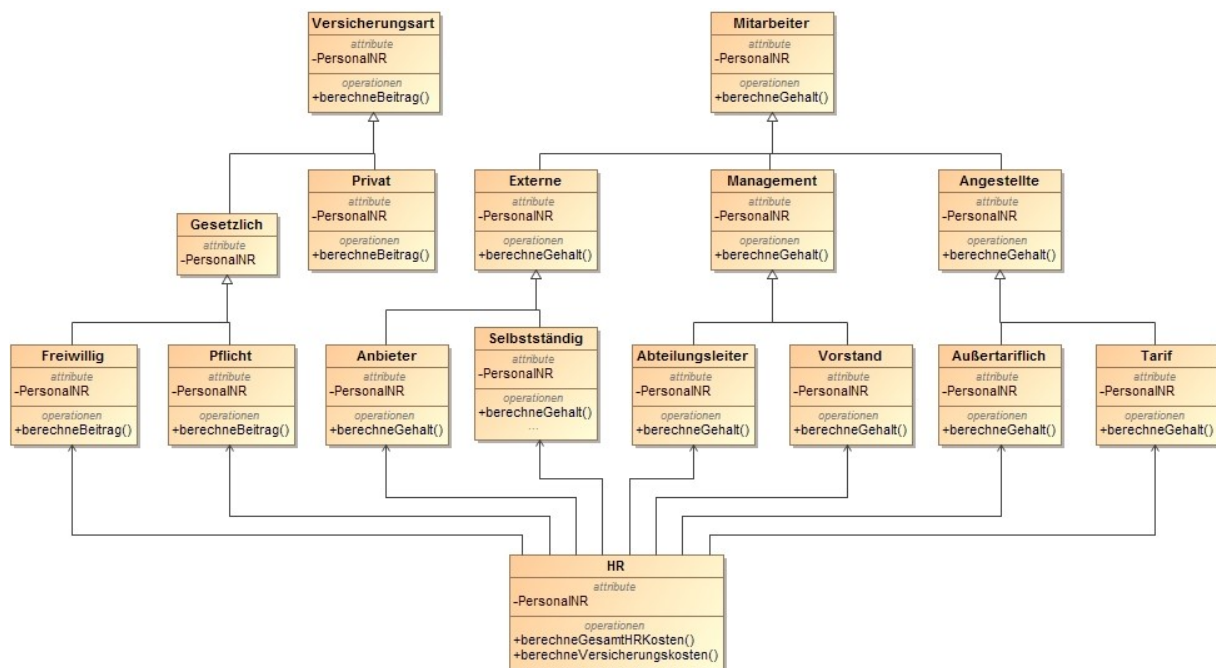 Versicherungsart
attribute
-PersonalNR
operationen
+berechneBeitrag()
Mitarbeiter
attribute
-PersonalNR
operationen
+berechneGehalt()
Gesetzlich
attribute
-PersonalNR
Privat
attribute
-PersonalNR
operationen
+berechneBeitrag()
Externe
attribute
-PersonalNR
operationen
+berechneGehalt()
Management
attribute
-PersonalNR
operationen
+berechneGehalt()
Angestellte
attribute
-PersonalNR
operationen
+berechneGehalt()
Freiwillig
attribute
-PersonalNR
operationen
+berechneBeitrag()
Pflicht
attribute
-PersonalNR
operationen
+berechneBeitrag()
Anbieter
attribute
-PersonalNR
operationen
+berechneGehalt()
Selbstständig
attribute
-PersonalNR
operationen
+berechneGehalt()
...
Abteilungsleiter
attribute
-PersonalNR
operationen
+berechneGehalt()
Vorstand
attribute
-PersonalNR
operationen
+berechneGehalt()
Außertariflich
attribute
-PersonalNR
operationen
+berechneGehalt()
Tarif
attribute
-PersonalNR
operationen
+berechneGehalt()
HR
attribute
-PersonalNR
operationen
+berechneGesamtHRKosten()
+berechneVersicherungskosten()